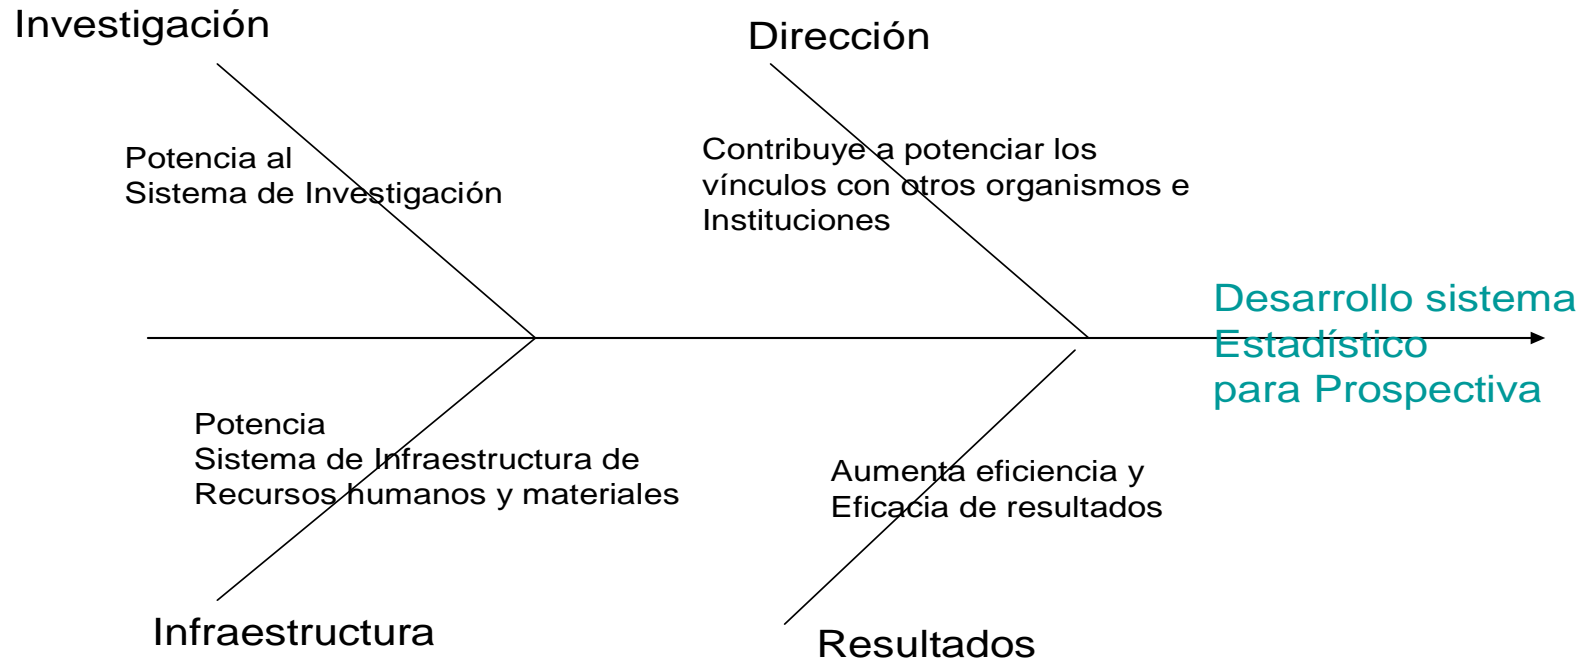 Investigación
Dirección
Potencia al
Sistema de Investigación
Contribuye a potenciar los
vínculos con otros organismos e
Instituciones
Desarrollo sistema
Estadístico
para Prospectiva
Potencia
Sistema de Infraestructura de
Recursos humanos y materiales
Aumenta eficiencia y
Eficacia de resultados
Infraestructura
Resultados